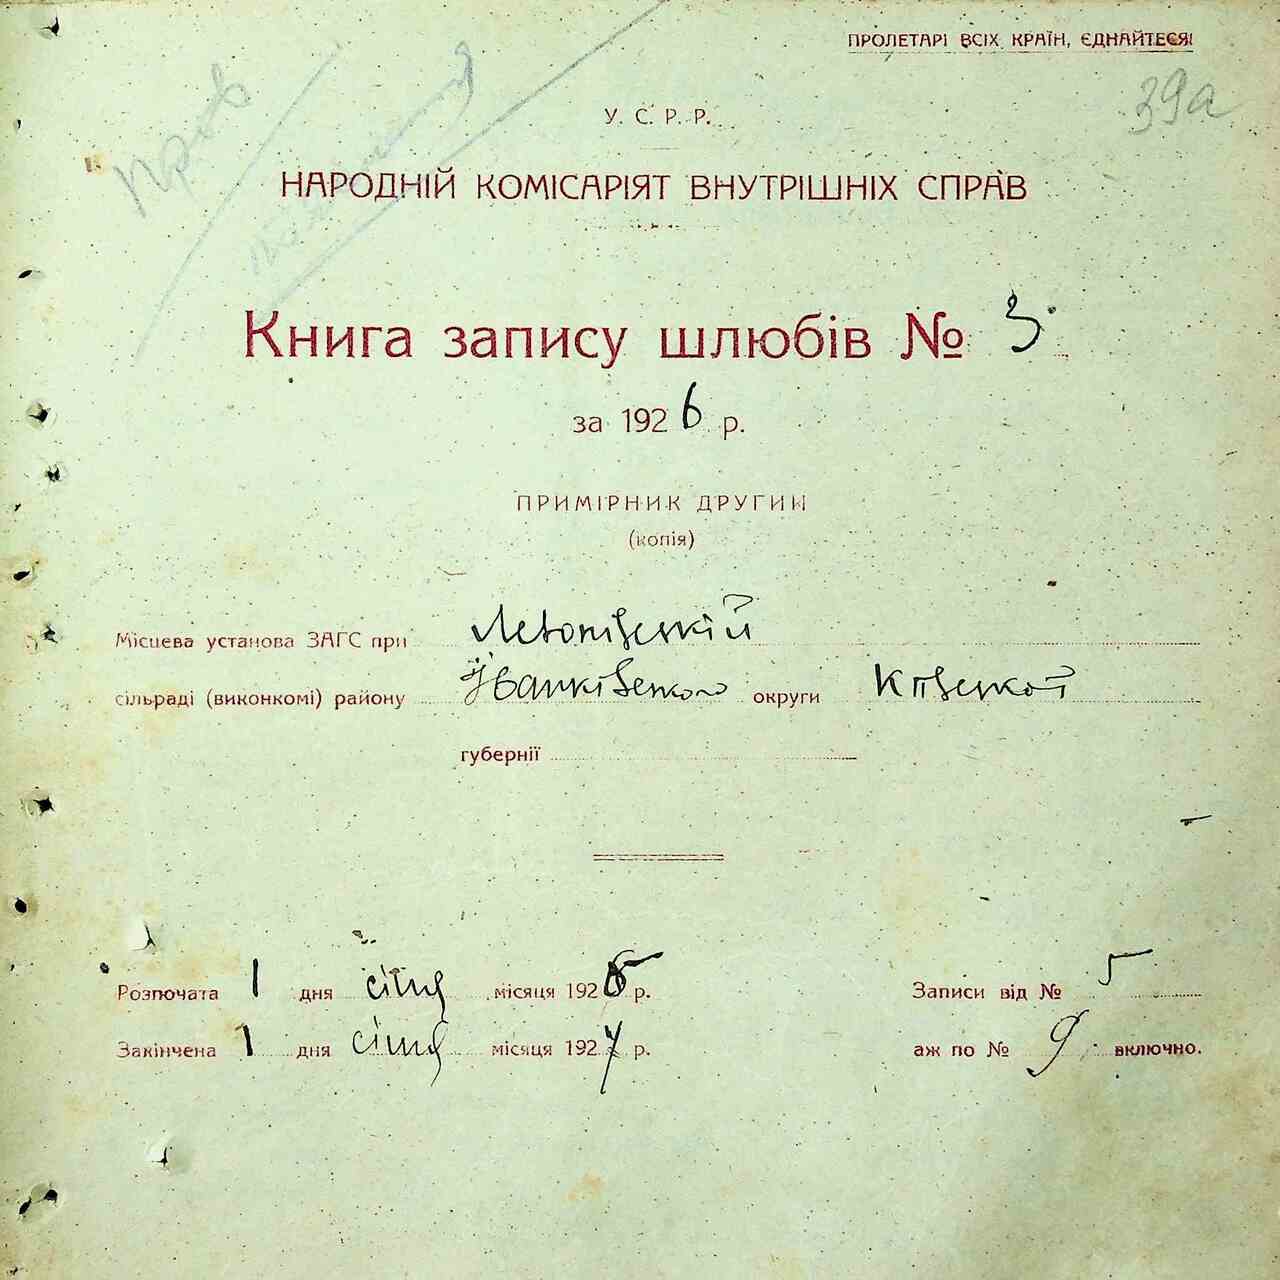 ПРОЛЕТАРІ ВСІХ КРАЇН, ЄДНАЙТЕСЯ!
39а
У. С. Р. Р.
НАРОДНІЙ КОМІСАРІЯТ ВНУТРІШНІХ СПРАВ
Книга запису шлюбів № 3
за 1926 р.
ПРИМІРНИК ДРУГИЙ
(копія)
Місцева установа ЗАГС при
сільраді (виконкомі) району Іванківського округи Київської
губернії
Розпочата 1 дня січня місяця 1926 р. Записи від № 5
Закінчена 1 дня січня місяця 1927 р. аж по № 9 включно.